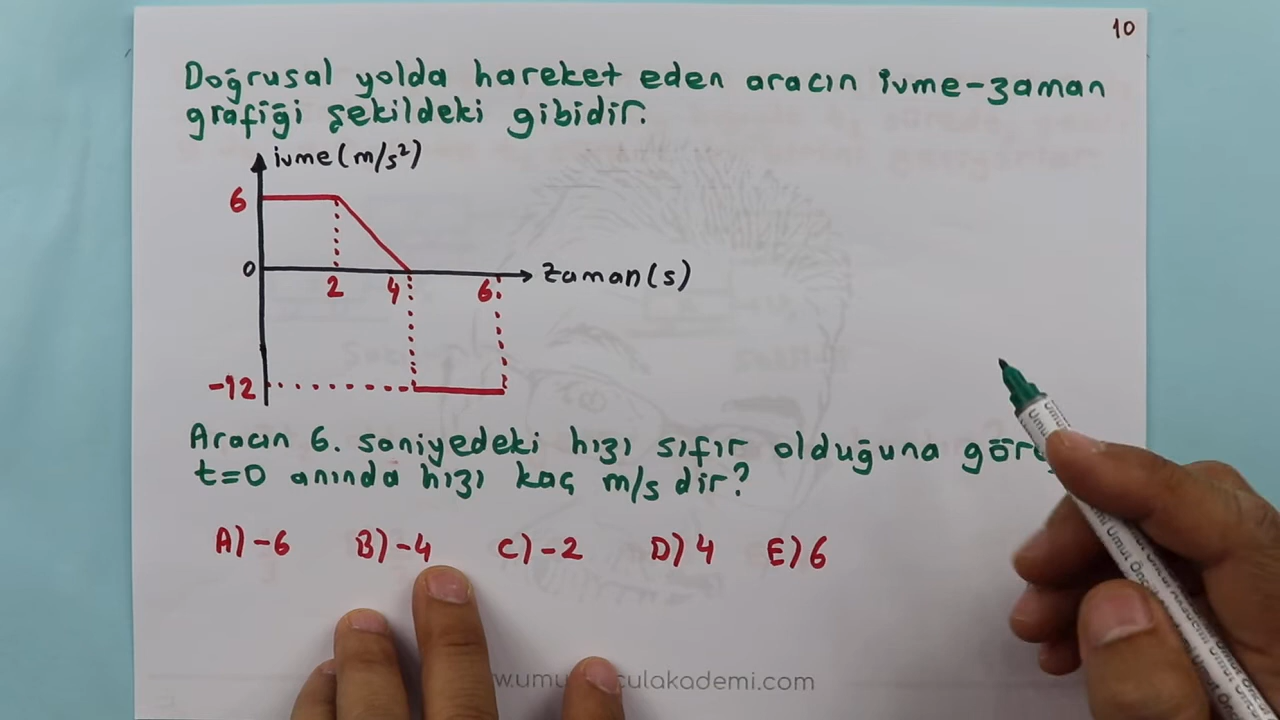 10
Doğrusal yolda hareket eden aracın ivme-zaman
grafiği şekildeki gibidir.
ivme(m/s²)
6
0
2 4 6
zaman(s)
-12
Aracın 6. saniyedeki hızı sıfır olduğuna göre
t=0 anında hızı kaç m/s dir?
A) -6 B) -4 C) -2 D) 4 E) 6